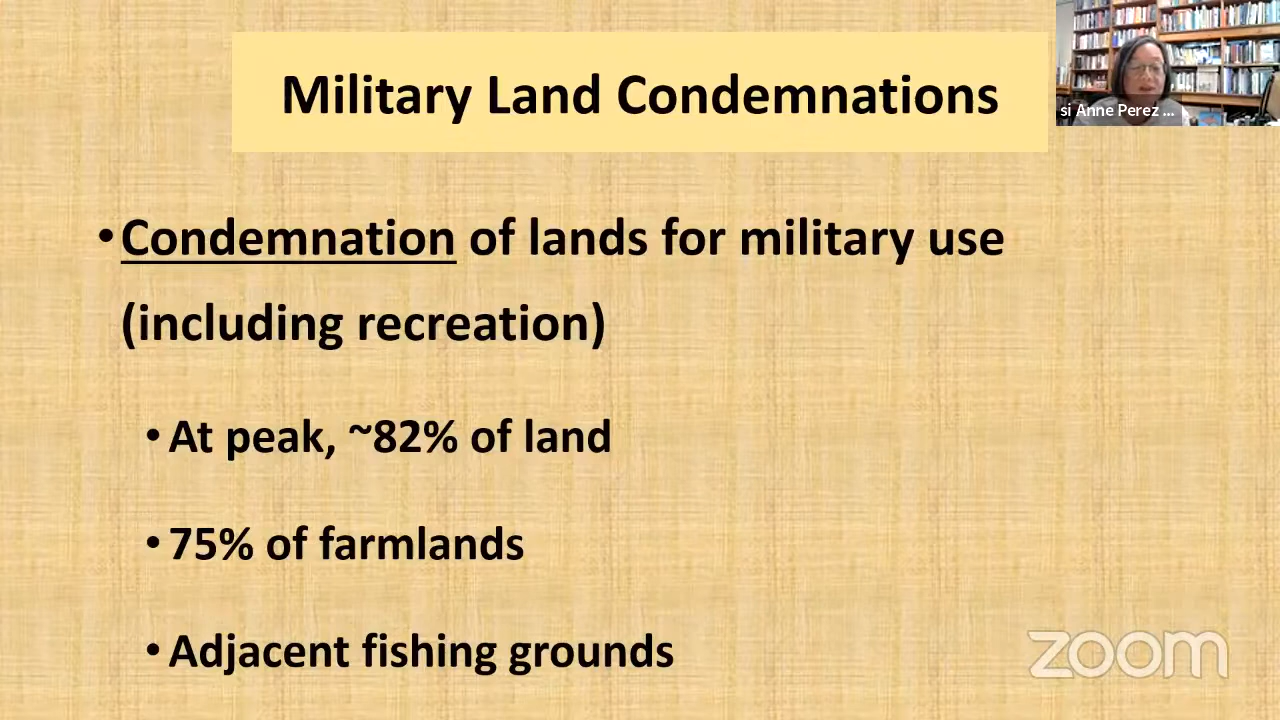 Military Land Condemnations
si Anne Perez ...
•Condemnation of lands for military use
(including recreation)
•At peak, ~82% of land
•75% of farmlands
•Adjacent fishing grounds
zoom